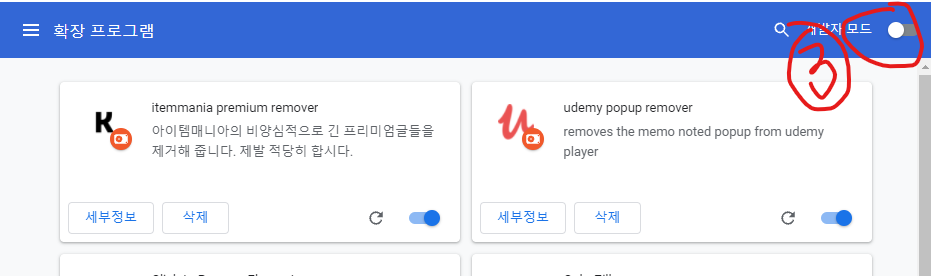 확장 프로그램
개발자 모드
3
itemmania premium remover
아이템매니아의 비양심적으로 긴 프리미엄글들을
제거해 줍니다. 제발 적당히 합시다.
세부정보
삭제
udemy popup remover
removes the memo noted popup from udemy
player
세부정보
삭제